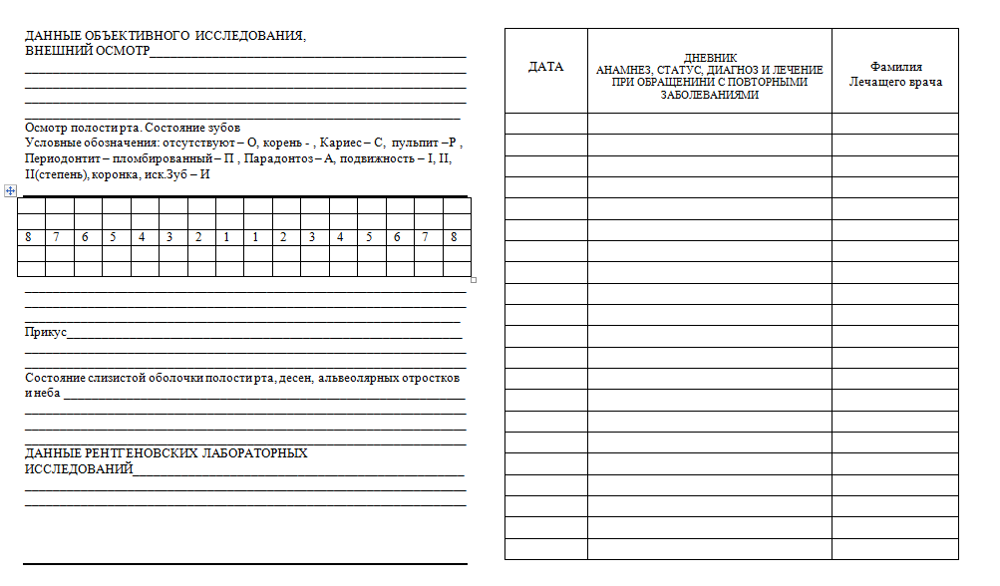 ДАННЫЕ ОБЪЕКТИВНОГО ИССЛЕДОВАНИЯ,
ВНЕШНИЙ ОСМОТР
Осмотр полости рта. Состояние зубов
Условные обозначения: отсутствуют – О, корень - , Кариес – С, пульпит –Р ,
Периодонтит – пломбированный – П , Парадонтоз – А, подвижность – I, II,
II(степень), коронка, иск.Зуб – И
8 7 6 5 4 3 2 1 1 2 3 4 5 6 7 8
Прикус
Состояние слизистой оболочки полости рта, десен, альвеолярных отростков
и неба
ДАННЫЕ РЕНТГЕНОВСКИХ ЛАБОРАТОРНЫХ
ИССЛЕДОВАНИЙ
ДАТА
ДНЕВНИК
АНАМНЕЗ, СТАТУС, ДИАГНОЗ И ЛЕЧЕНИЕ
ПРИ ОБРАЩЕНИНИ С ПОВТОРНЫМИ
ЗАБОЛЕВАНИЯМИ
Фамилия
Лечащего врача